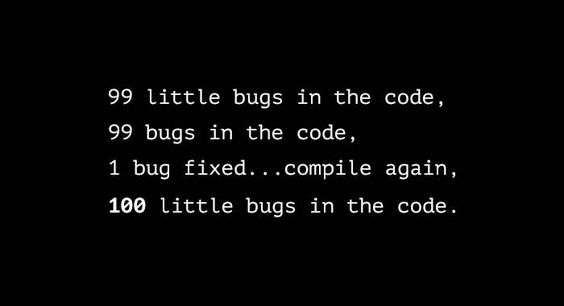 99 little bugs in the code,
99 bugs in the code,
1 bug fixed...compile again,
100 little bugs in the code.